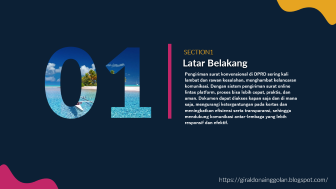 01
SECTION1
Latar Belakang
Pengiriman surat konvensional di DPRD sering kali
lambat dan rawan kesalahan, menghambat kelancaran
komunikasi. Dengan sistem pengiriman surat online
lintas platform, proses bisa lebih cepat, praktis, dan
aman. Dokumen dapat diakses kapan saja dan di mana
saja, mengurangi ketergantungan pada kertas dan
meningkatkan efisiensi serta transparansi, sehingga
mendukung komunikasi antar-lembaga yang lebih
responsif dan efektif.
https://giraldonainggolan.blogspot.com/